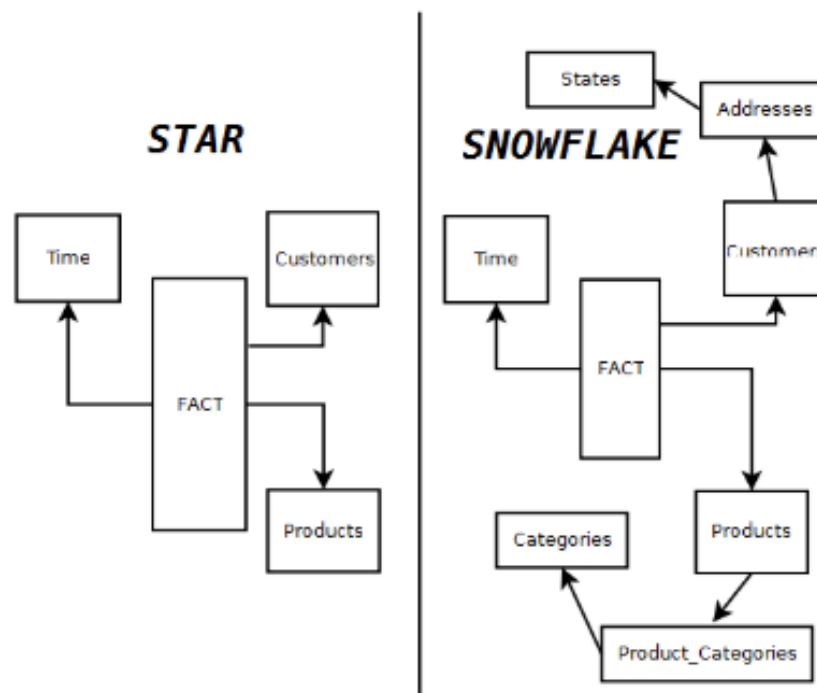 STAR
Time
Customers
FACT
Products
SNOWFLAKE
States
Addresses
Time
Customer
FACT
Products
Categories
Product_Categories